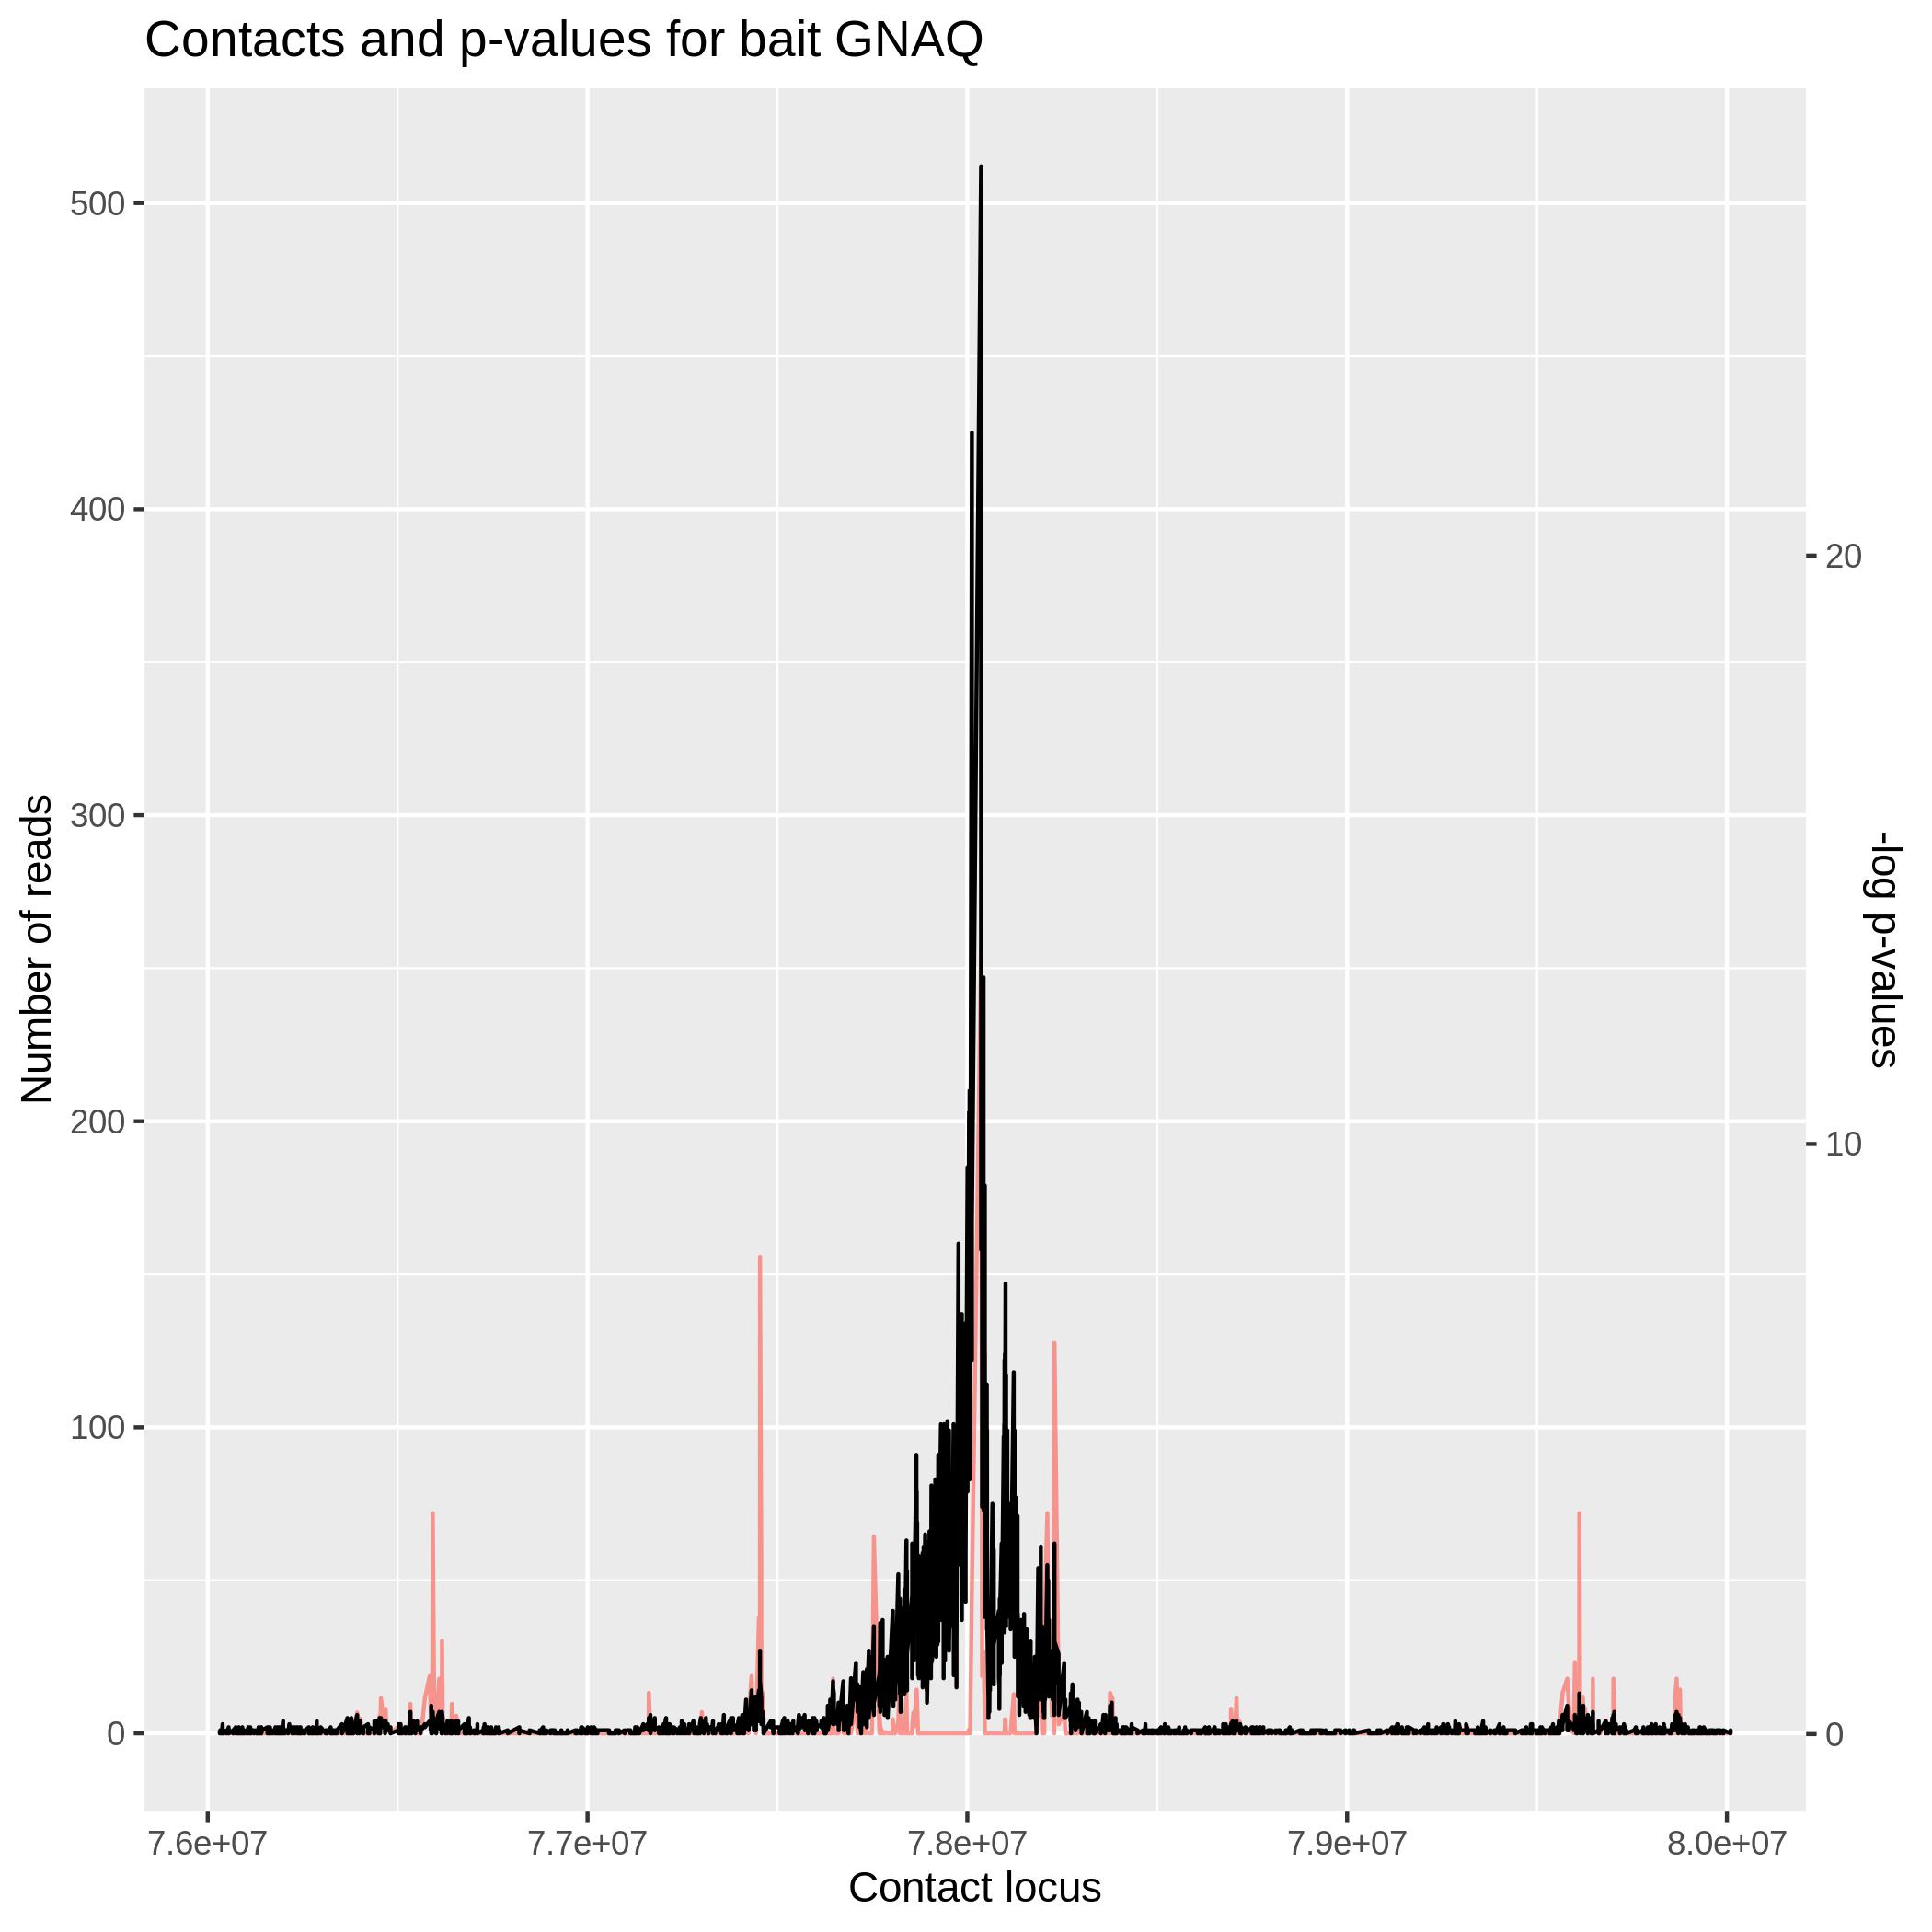 Contacts and p-values for bait GNAQ
500
400
300
200
100
0
Number of reads
20
10
0
-log p-values
7.6e+07
7.7e+07
7.8e+07
7.9e+07
8.0e+07
Contact locus